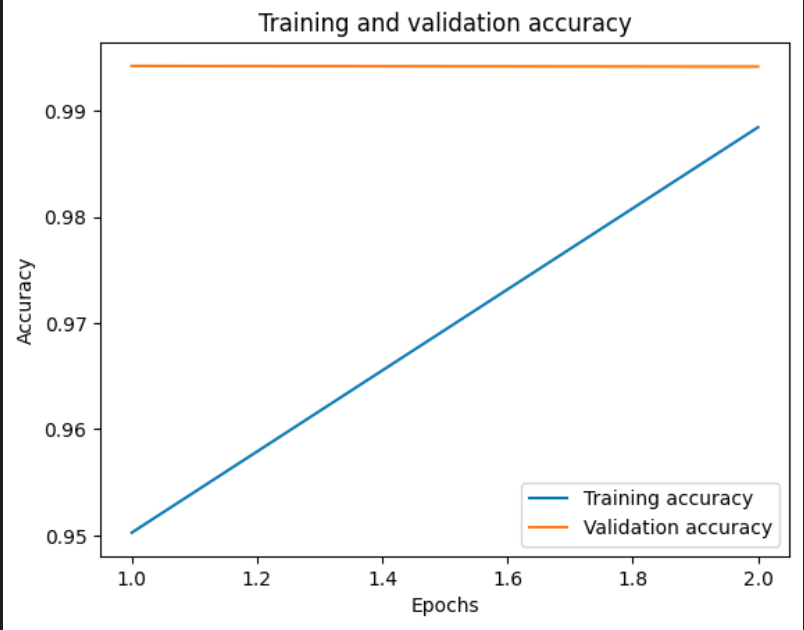 Training and validation accuracy
0.99
0.98
0.97
0.96
0.95
Accuracy
Training accuracy
Validation accuracy
1.0 1.2 1.4 1.6 1.8 2.0
Epochs